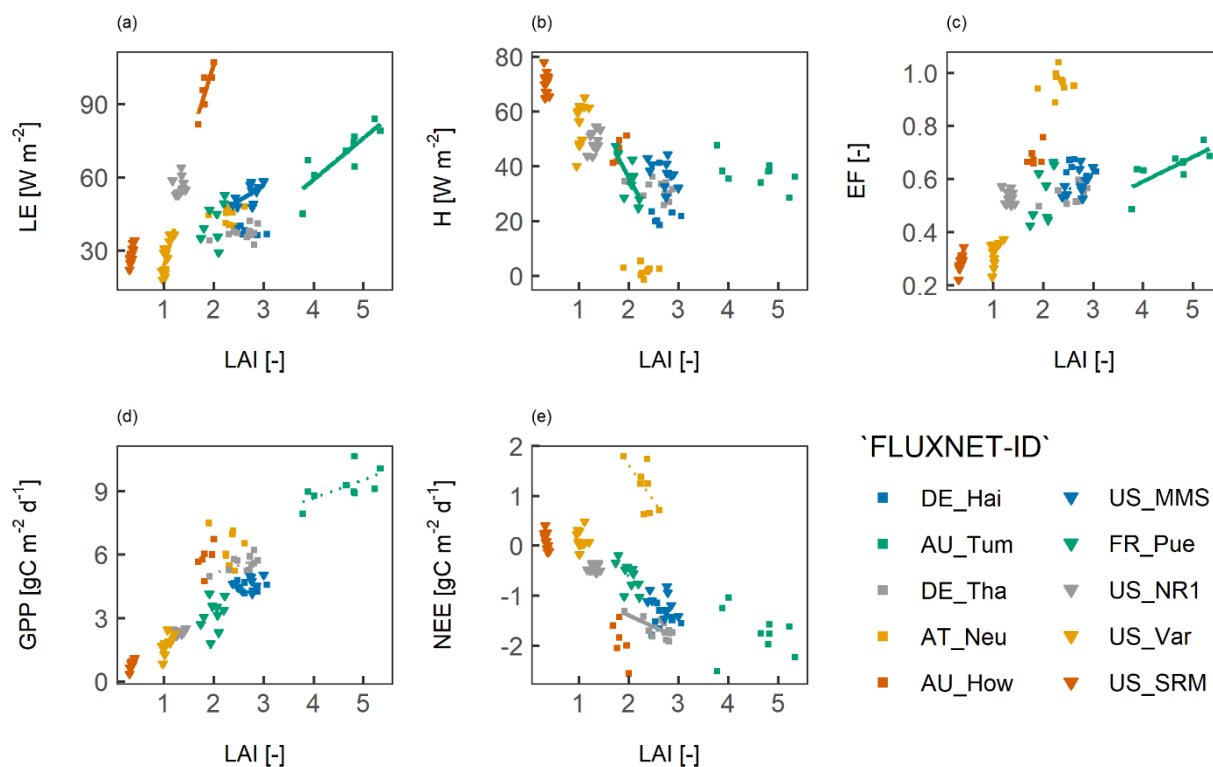 (a) (b) (c)
LE [W m⁻²]
90
60
30
1 2 3 4 5
LAI [-]
H [W m⁻²]
80
60
40
20
0
1 2 3 4 5
LAI [-]
EF [-]
1.0
0.8
0.6
0.4
0.2
1 2 3 4 5
LAI [-]
(d) (e)
GPP [gC m⁻² d⁻¹]
9
6
3
0
1 2 3 4 5
LAI [-]
NEE [gC m⁻² d⁻¹]
2
1
0
-1
-2
1 2 3 4 5
LAI [-]
`FLUXNET-ID`
DE_Hai US_MMS
AU_Tum FR_Pue
DE_Tha US_NR1
AT_Neu US_Var
AU_How US_SRM